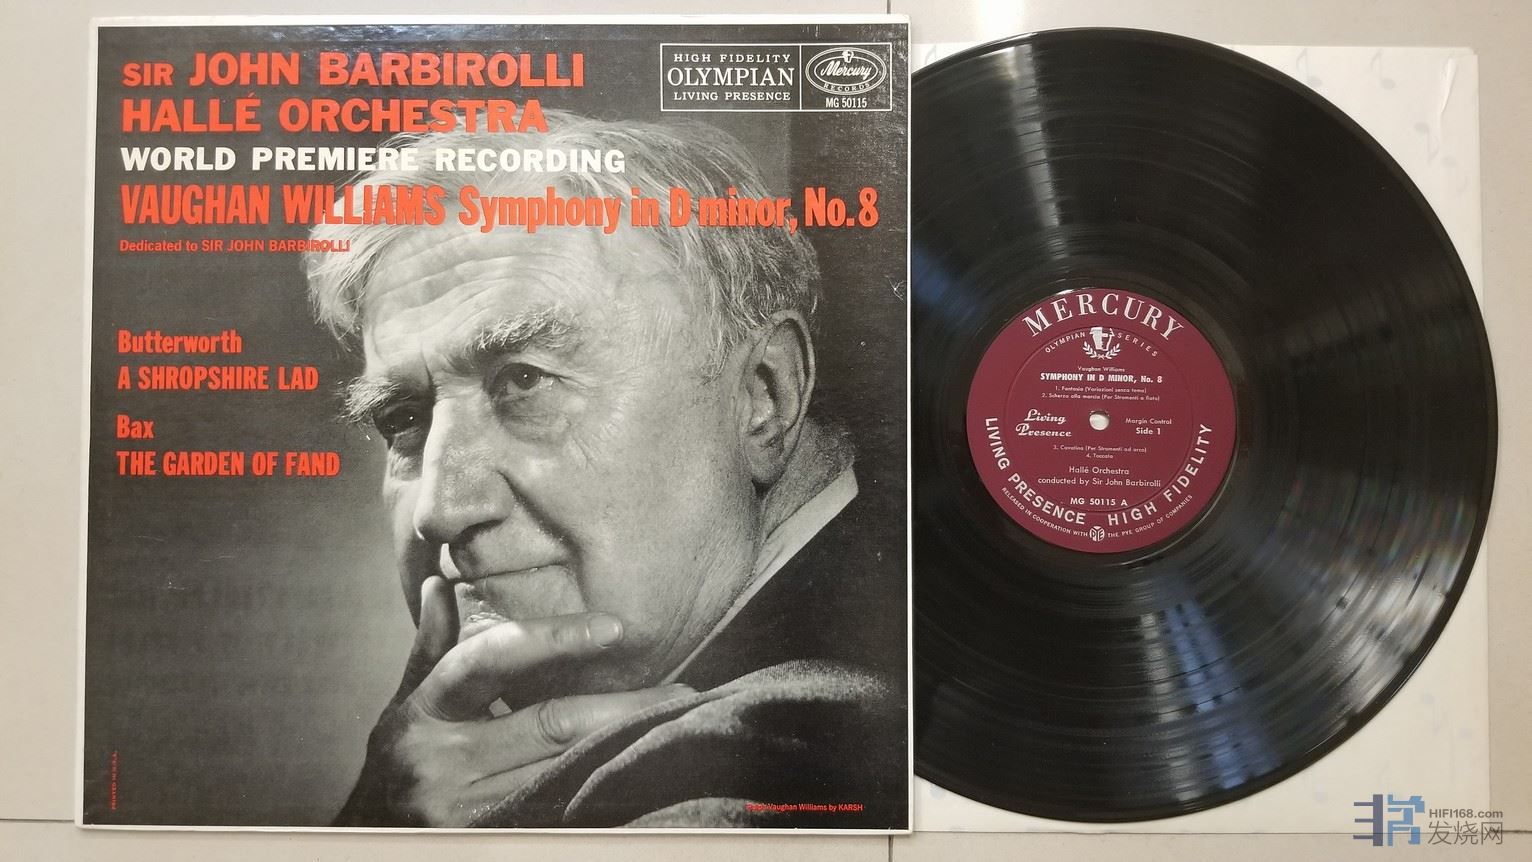 SIR JOHN BARBIROLLI
HALLÉ ORCHESTRA
WORLD PREMIERE RECORDING
VAUGHAN WILLIAMS Symphony in D minor, No. 8
Dedicated to SIR JOHN BARBIROLLI
HIGH FIDELITY
OLYMPIAN
LIVING PRESENCE
Mercury
RECORDS
MG 50115
Butterworth
A SHROPSHIRE LAD
Bax
THE GARDEN OF FAND
PRINTED IN U.S.A.
Ralph Vaughan Williams by KARSH
MERCURY
OLYMPIAN SERIES
Vaughan Williams
SYMPHONY IN D MINOR, No. 8
1. Fantasia (Variazioni senza tema)
2. Scherzo alla marcia (Per Stromenti a fiato)
Living
Presence
Margin Control
Side 1
3. Cavatina (Per Stromenti ad arco)
4. Toccata
Hallé Orchestra
conducted by Sir John Barbirolli
MG 50115 A
LIVING PRESENCE HIGH FIDELITY
RELEASED IN COOPERATION WITH PYE THE PYE GROUP OF COMPANIES
HIFI168.com
发烧网